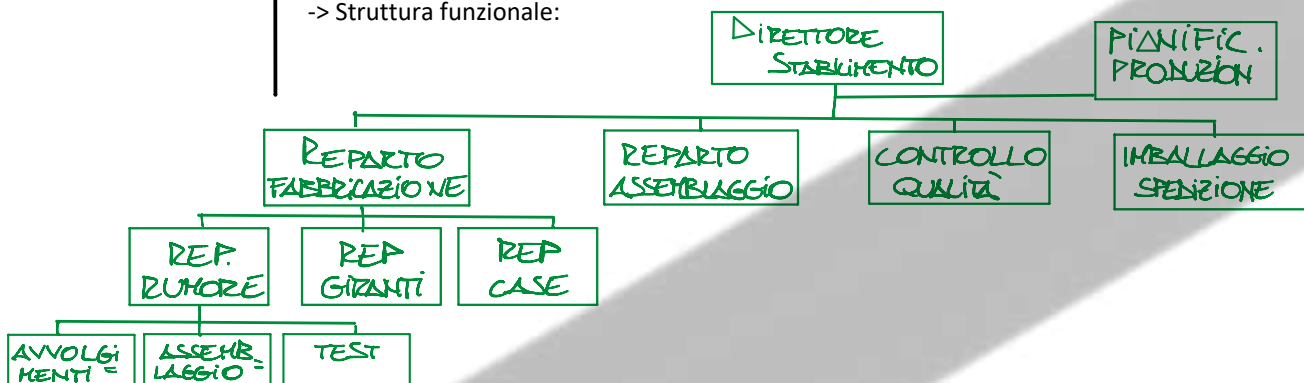 -> Struttura funzionale:
DIRETTORE
STABILIMENTO
PIANIFIC.
PRODUZION
REPARTO
FABBRICAZIONE
REPARTO
ASSEMBLAGGIO
CONTROLLO
QUALITÀ
IMBALLAGGIO
SPEDIZIONE
REP.
RUMORE
REP
GIRANTI
REP
CASE
AVVOLGI
MENTI =
ASSEMB
LAGGIO =
TEST